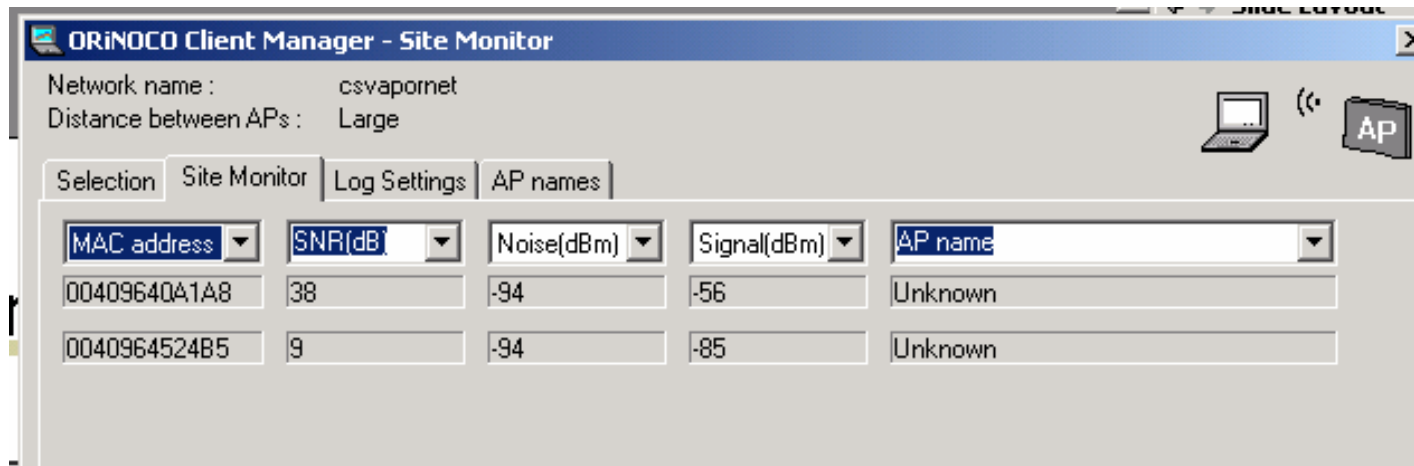 Slide Layout
ORiNOCO Client Manager - Site Monitor
Network name : csvapornet
Distance between APs : Large
AP
Selection Site Monitor Log Settings AP names
MAC address SNR(dB) Noise(dBm) Signal(dBm) AP name
00409640A1A8 38 -94 -56 Unknown
0040964524B5 9 -94 -85 Unknown